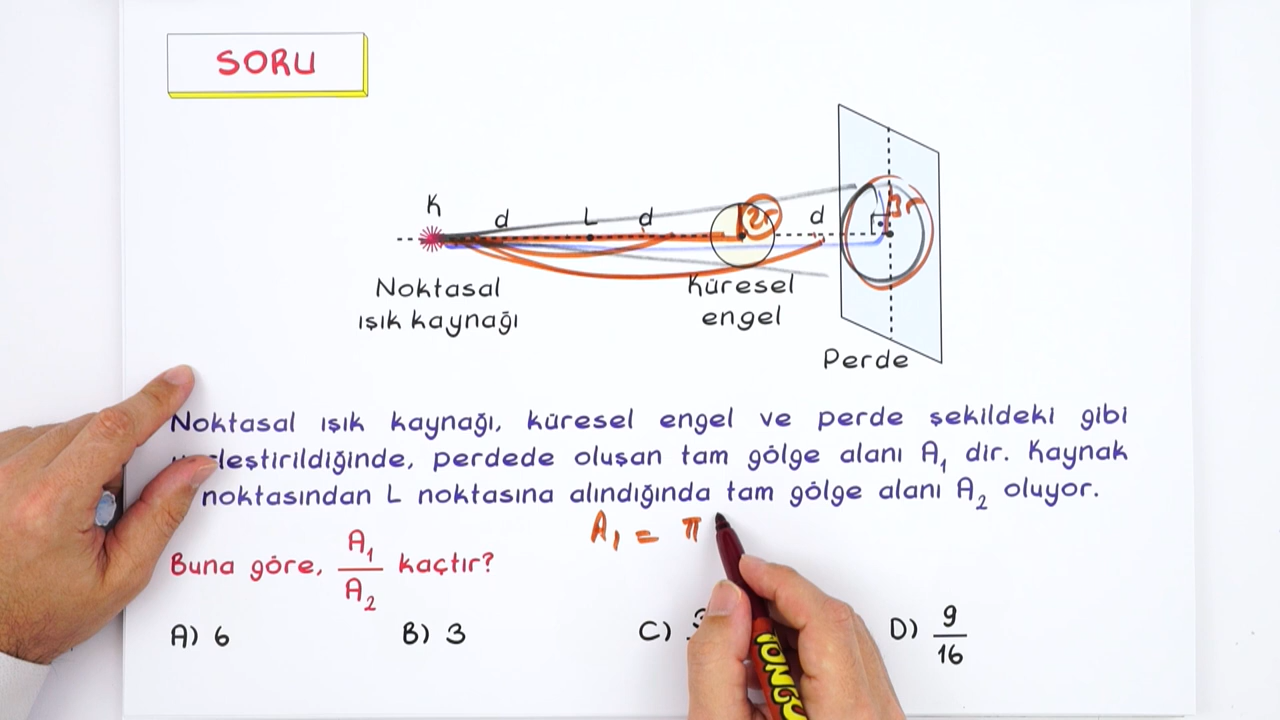 SORU
K
d
L
d
2r
d
3r
Noktasal
ışık kaynağı
Küresel
engel
Perde
Noktasal ışık kaynağı, küresel engel ve perde şekildeki gibi
perdede oluşan tam gölge alanı A₁ dir. Kaynak
noktasından L noktasına alındığında tam gölge alanı A₂ oluyor.
A₁ = π
Buna göre, A₁/A₂ kaçtır?
A) 6
B) 3
C)
D) 9/16